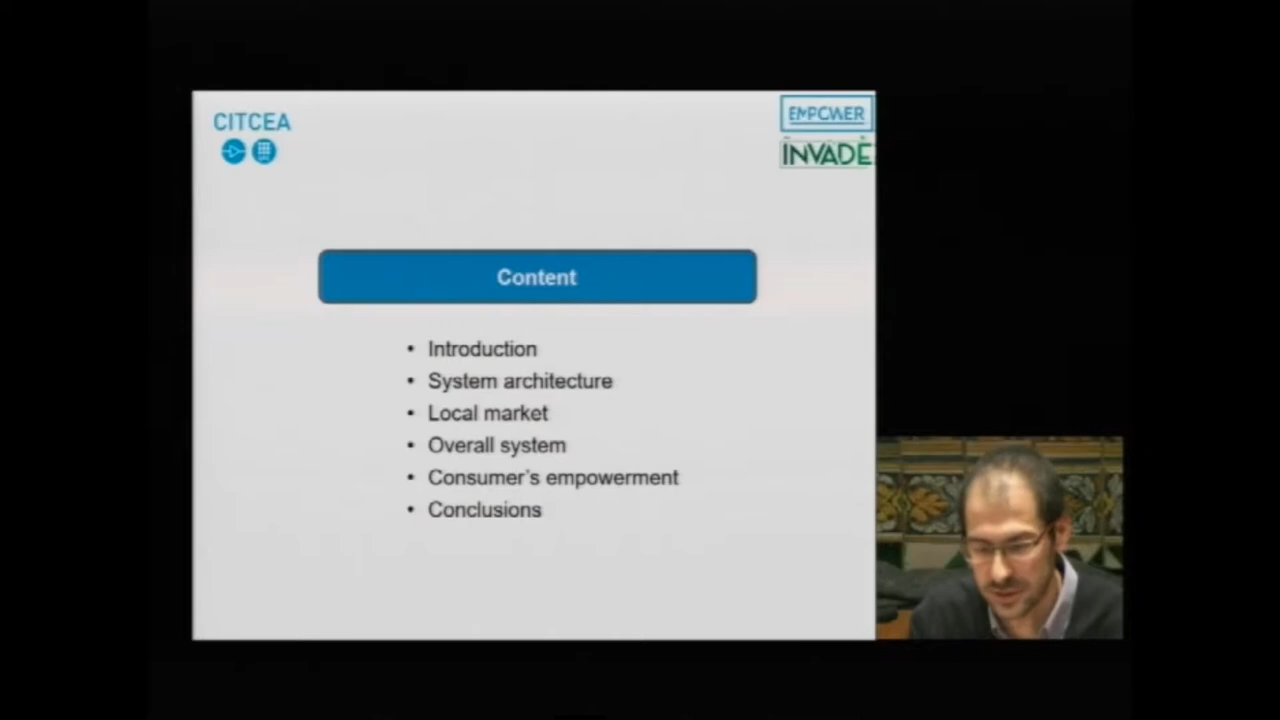 CITCEA
EMPOWER
INVADE
Content
• Introduction
• System architecture
• Local market
• Overall system
• Consumer's empowerment
• Conclusions